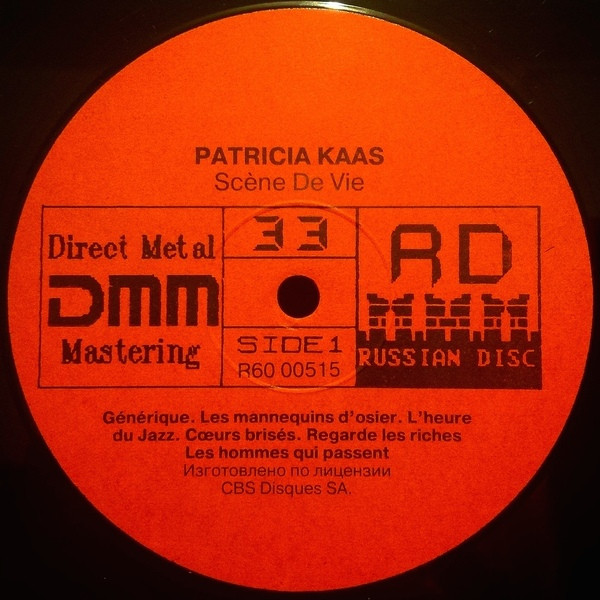 PATRICIA KAAS
Scène De Vie
Direct Metal
DMM
Mastering
33
SIDE 1
R60 00515
RD
RUSSIAN DISC
Générique. Les mannequins d'osier. L'heure
du Jazz. Cœurs brisés. Regarde les riches
Les hommes qui passent
Изготовлено по лицензии
CBS Disques SA.